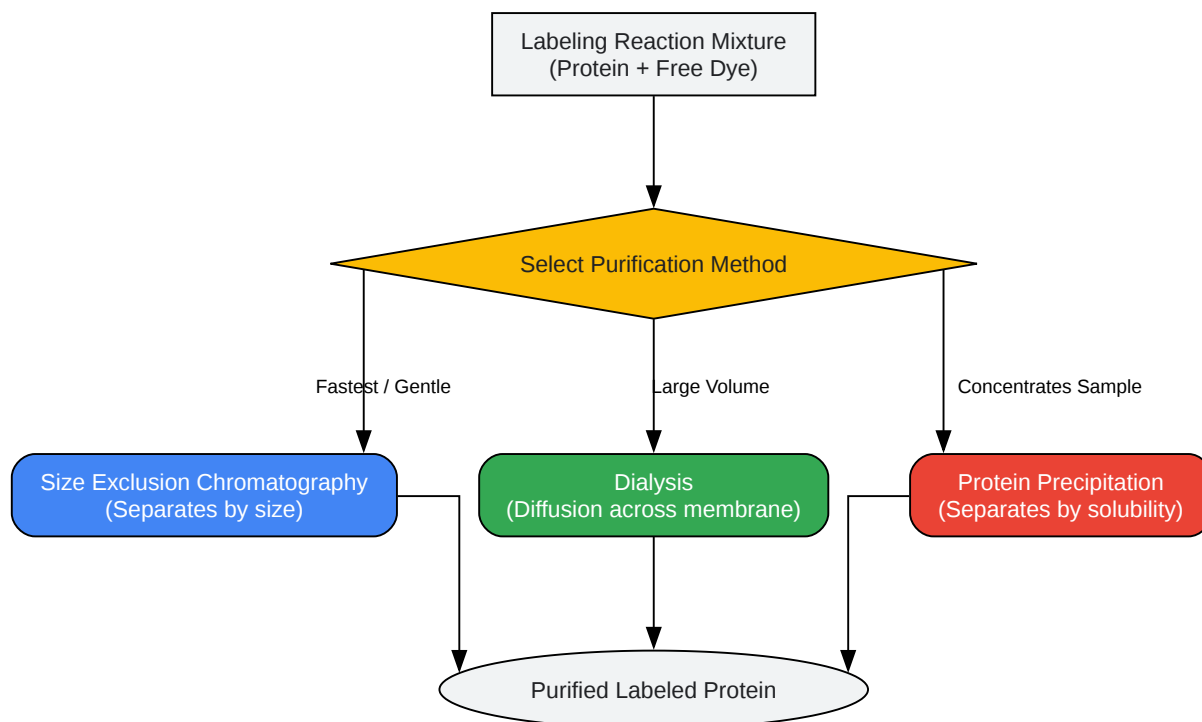 Labeling Reaction Mixture
(Protein + Free Dye)
Select Purification Method
Fastest / Gentle
Large Volume
Concentrates Sample
Size Exclusion Chromatography
(Separates by size)
Dialysis
(Diffusion across membrane)
Protein Precipitation
(Separates by solubility)
Purified Labeled Protein